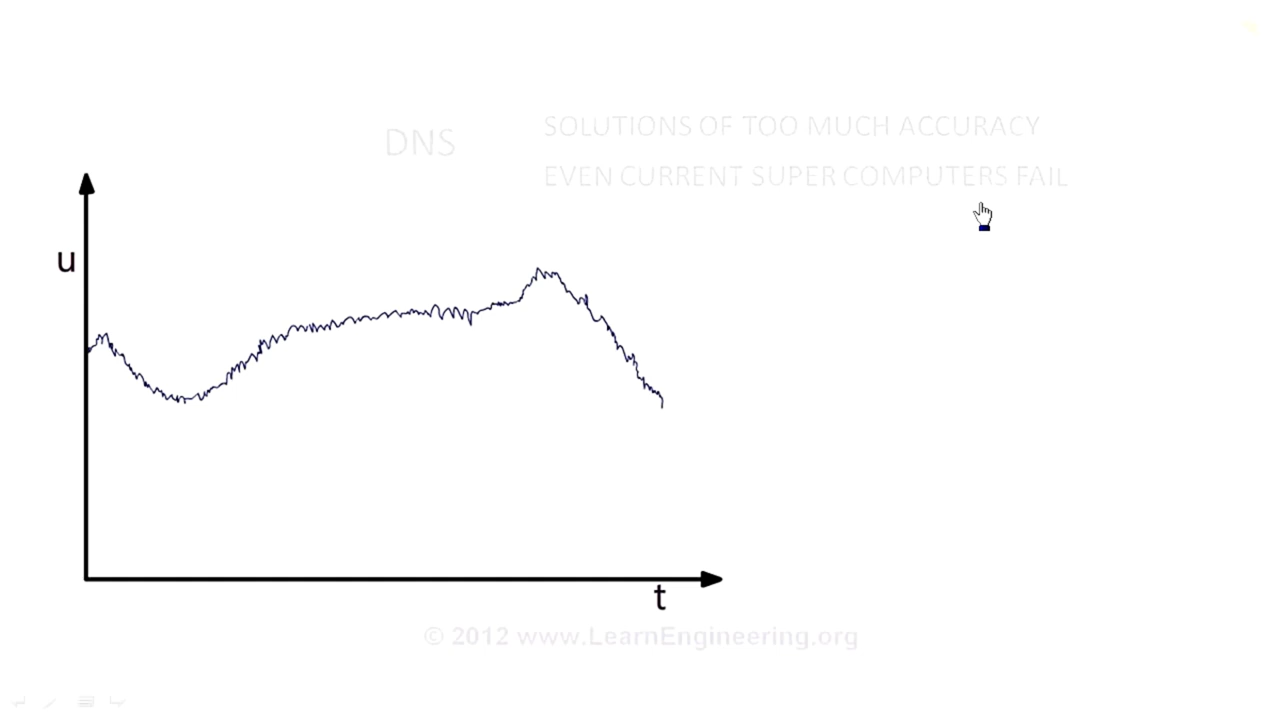 DNS
SOLUTIONS OF TOO MUCH ACCURACY
EVEN CURRENT SUPER COMPUTERS FAIL
u
t
© 2012 www.LearnEngineering.org